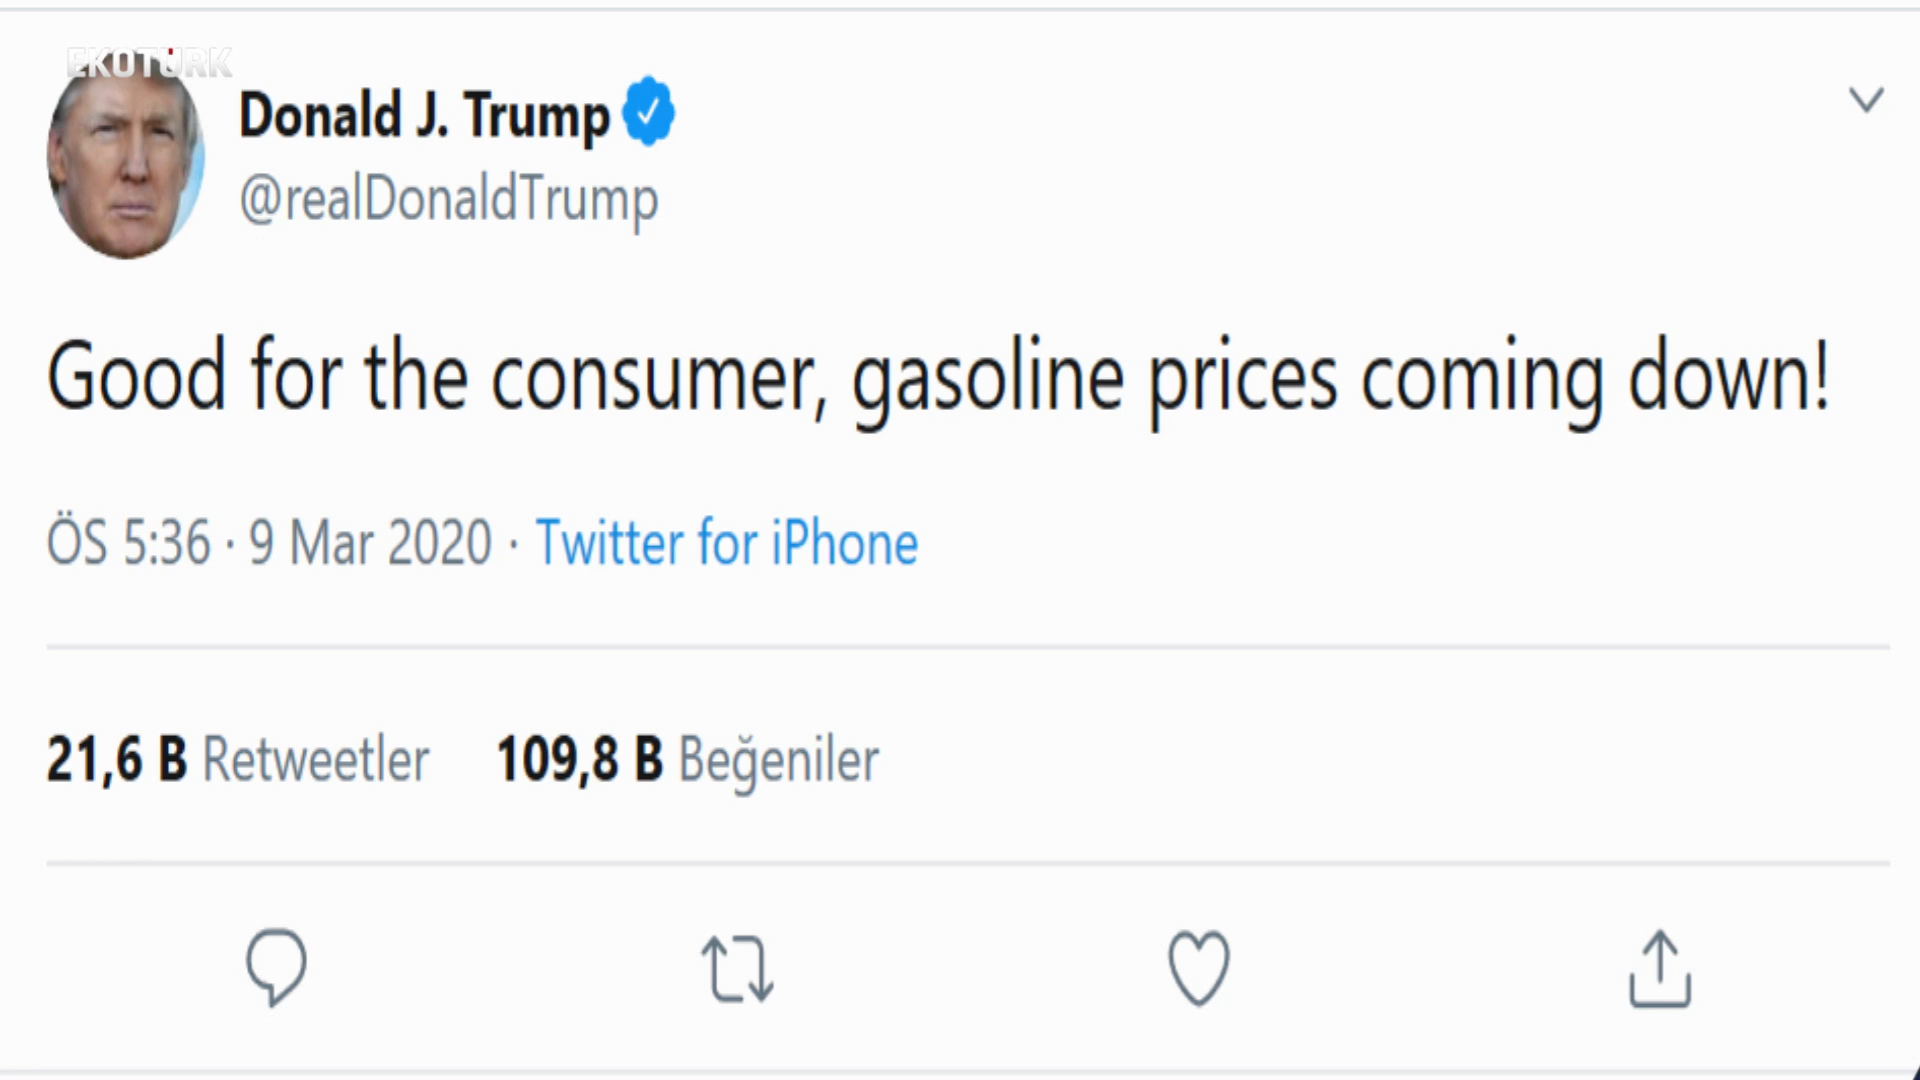 EKOTÜRK
Donald J. Trump
@realDonaldTrump
Good for the consumer, gasoline prices coming down!
ÖS 5:36 · 9 Mar 2020 · Twitter for iPhone
21,6 B Retweetler 109,8 B Beğeniler